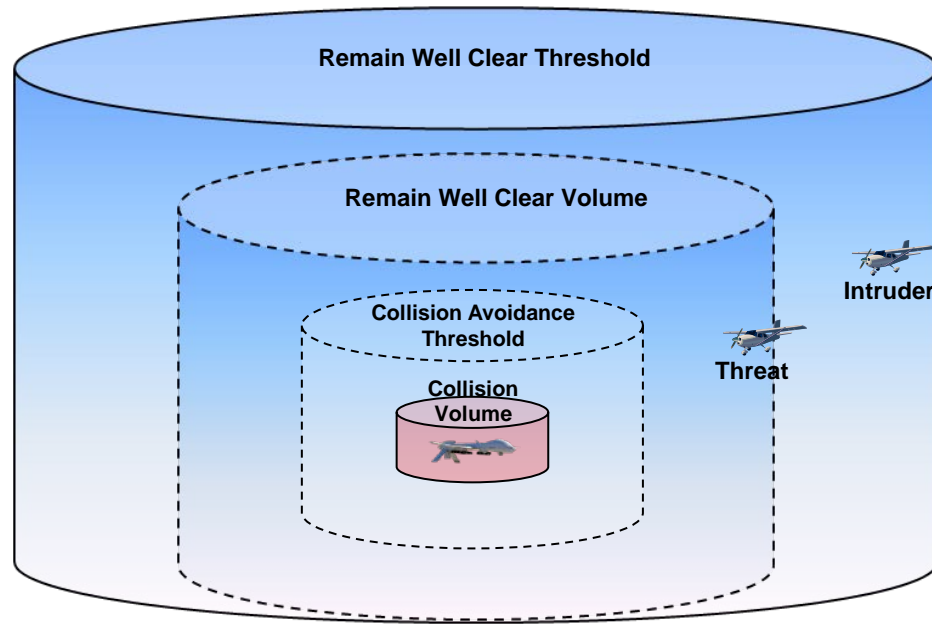 Remain Well Clear Threshold
Remain Well Clear Volume
Intruder
Collision Avoidance
Threshold
Threat
Collision
Volume